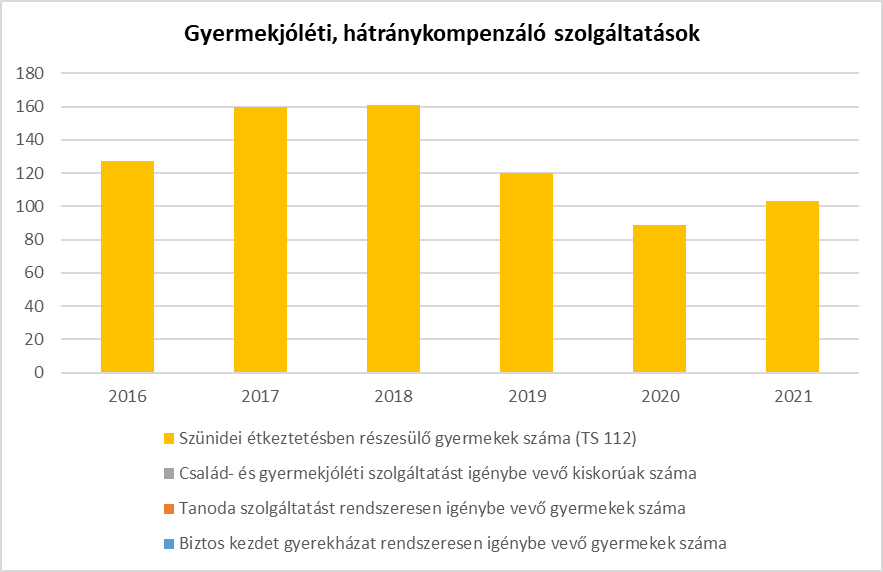 Gyermekjóléti, hátránykompenzáló szolgáltatások
180
160
140
120
100
80
60
40
20
0
2016 2017 2018 2019 2020 2021
Szünidei étkeztetésben részesülő gyermekek száma (TS 112)
Család- és gyermekjóléti szolgáltatást igénybe vevő kiskorúak száma
Tanoda szolgáltatást rendszeresen igénybe vevő gyermekek száma
Biztos kezdet gyerekházat rendszeresen igénybe vevő gyermekek száma